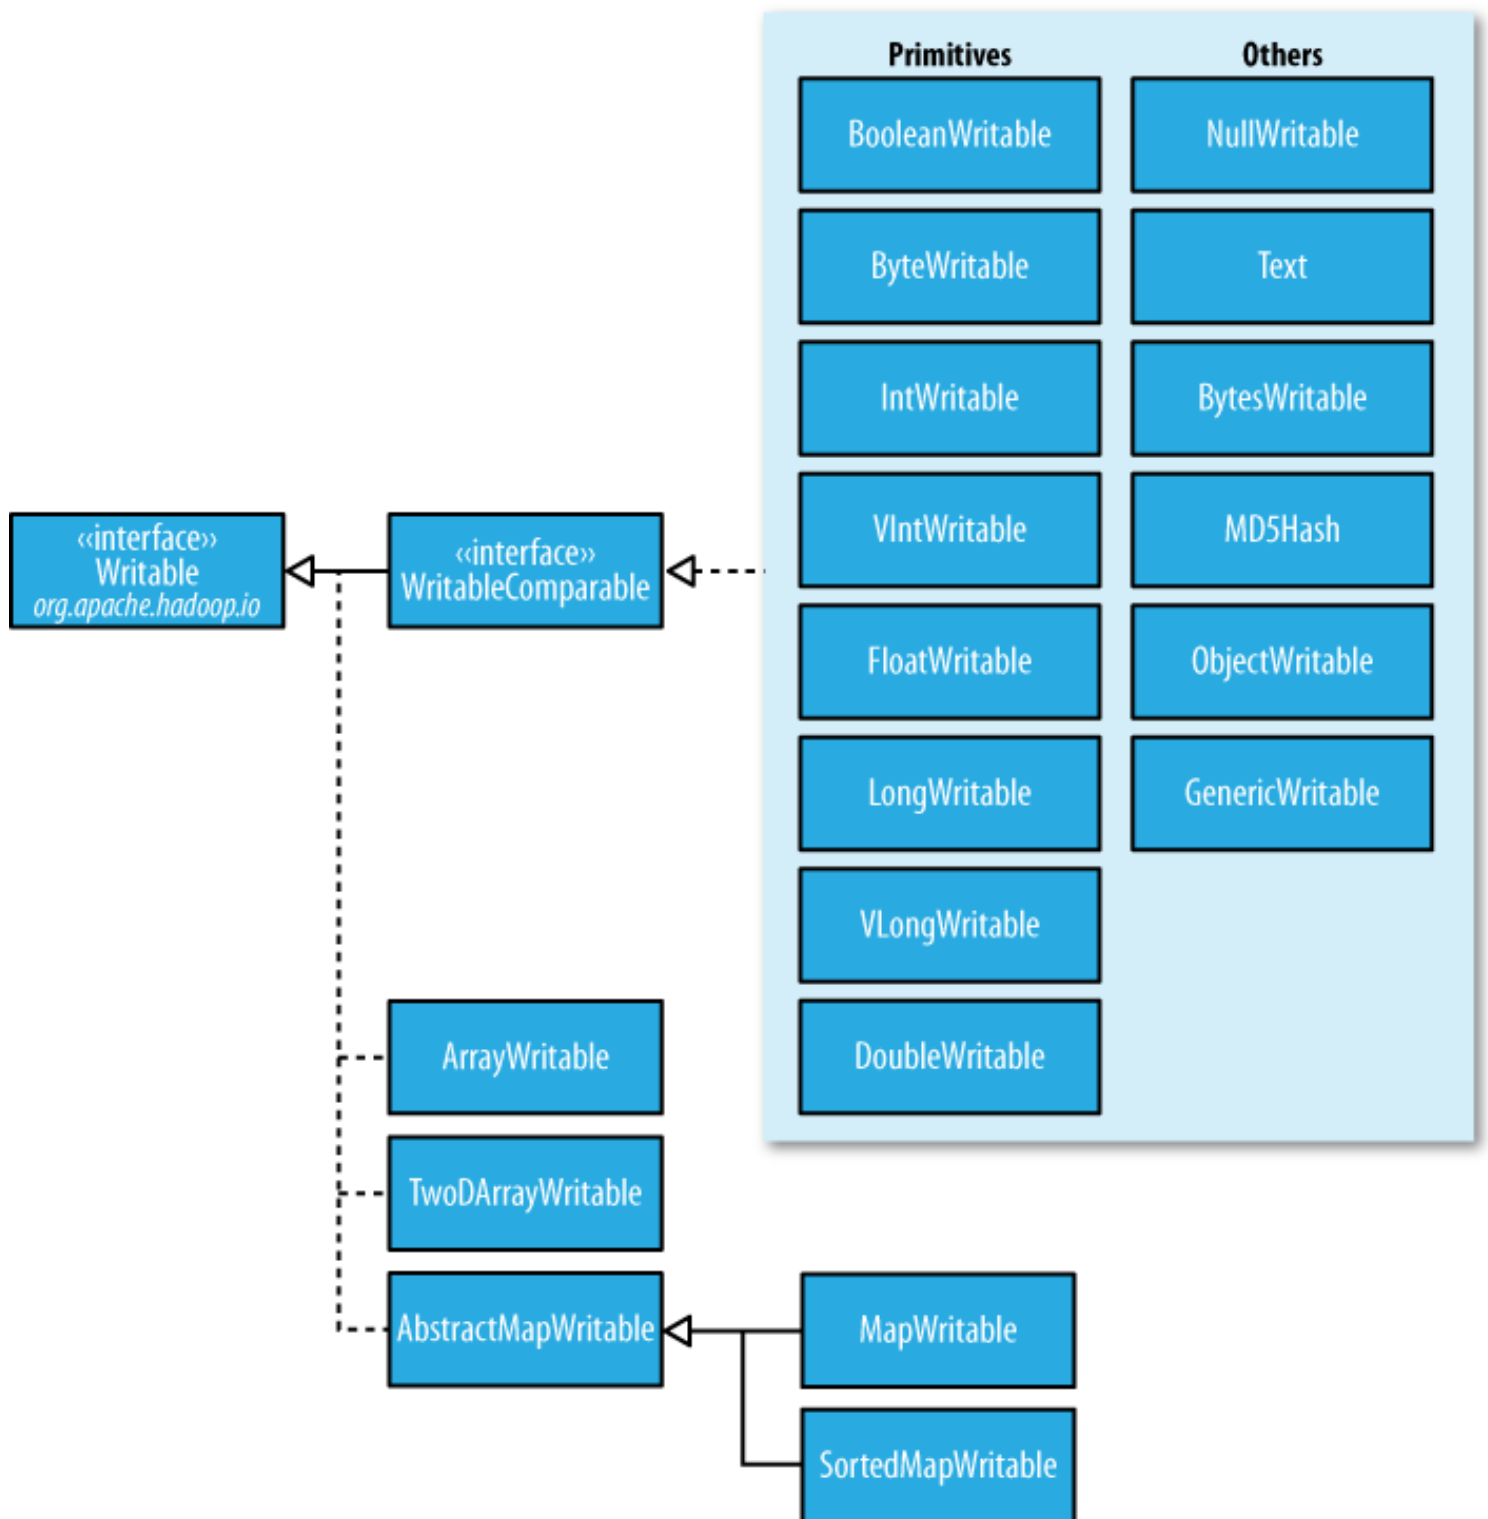 Primitives
Others
BooleanWritable
NullWritable
ByteWritable
Text
IntWritable
BytesWritable
‹‹interface››
Writable
org.apache.hadoop.io
‹‹interface››
WritableComparable
VIntWritable
MD5Hash
FloatWritable
ObjectWritable
LongWritable
GenericWritable
VLongWritable
ArrayWritable
DoubleWritable
TwoDArrayWritable
AbstractMapWritable
MapWritable
SortedMapWritable